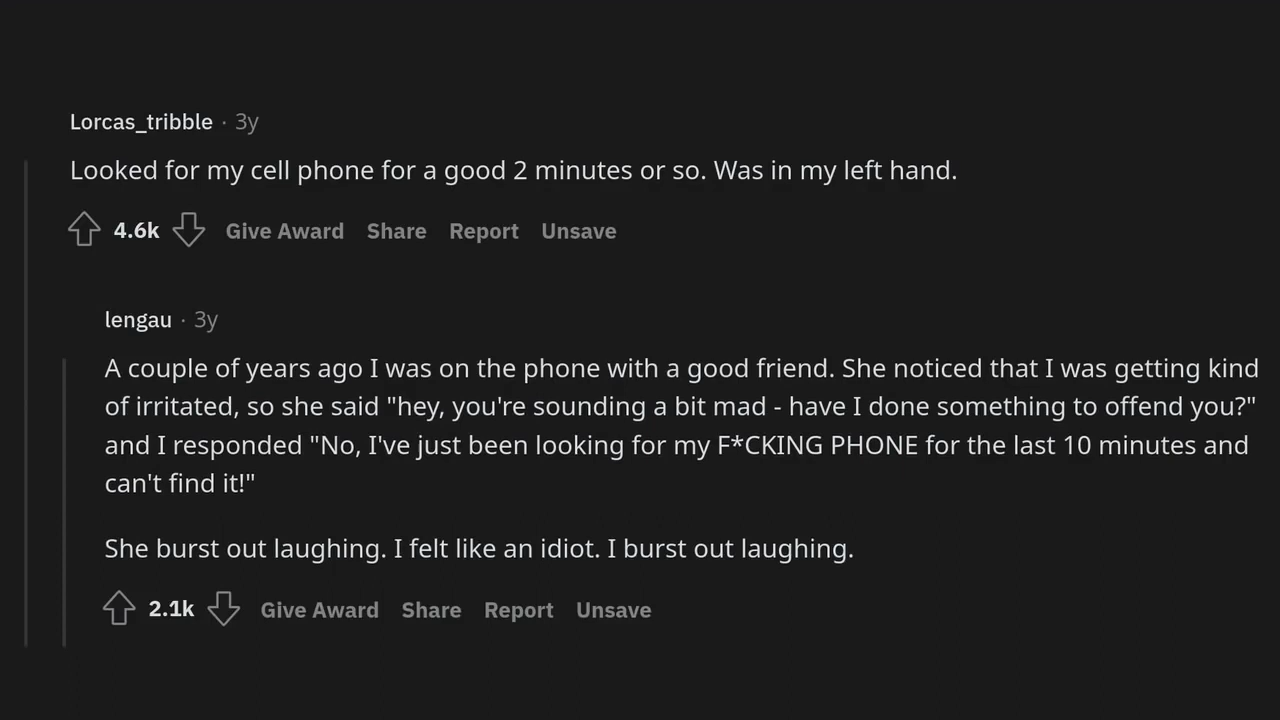 Lorcas_tribble · 3y
Looked for my cell phone for a good 2 minutes or so. Was in my left hand.
4.6k Give Award Share Report Unsave
lengau · 3y
A couple of years ago I was on the phone with a good friend. She noticed that I was getting kind
of irritated, so she said "hey, you're sounding a bit mad - have I done something to offend you?"
and I responded "No, I've just been looking for my F*CKING PHONE for the last 10 minutes and
can't find it!"
She burst out laughing. I felt like an idiot. I burst out laughing.
2.1k Give Award Share Report Unsave